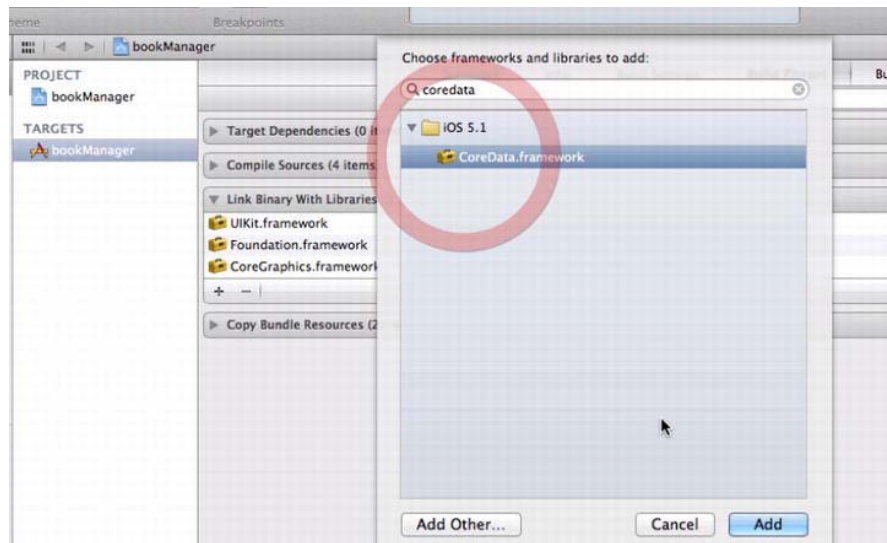 Breakpoints
bookManager
PROJECT
bookManager
TARGETS
bookManager
Target Dependencies (0
Compile Sources (4 items
Link Binary With Libraries
UIKit.framework
Foundation.framework
CoreGraphics.framework
Copy Bundle Resources (2
Choose frameworks and libraries to add:
coredata
iOS 5.1
CoreData.framework
Add Other...
Cancel
Add